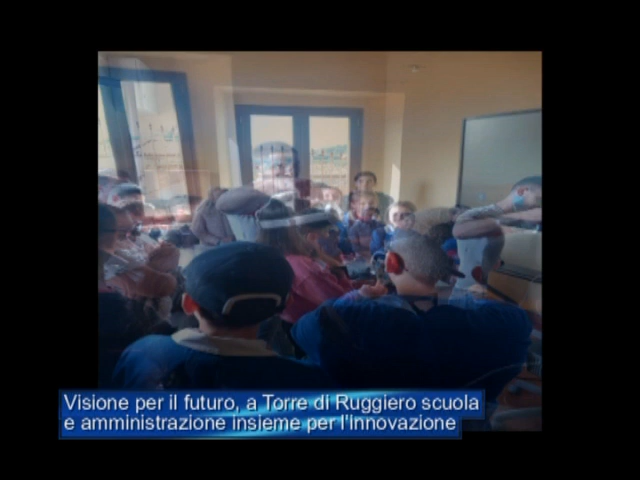 Visione per il futuro, a Torre di Ruggiero scuola
e amministrazione insieme per l'innovazione